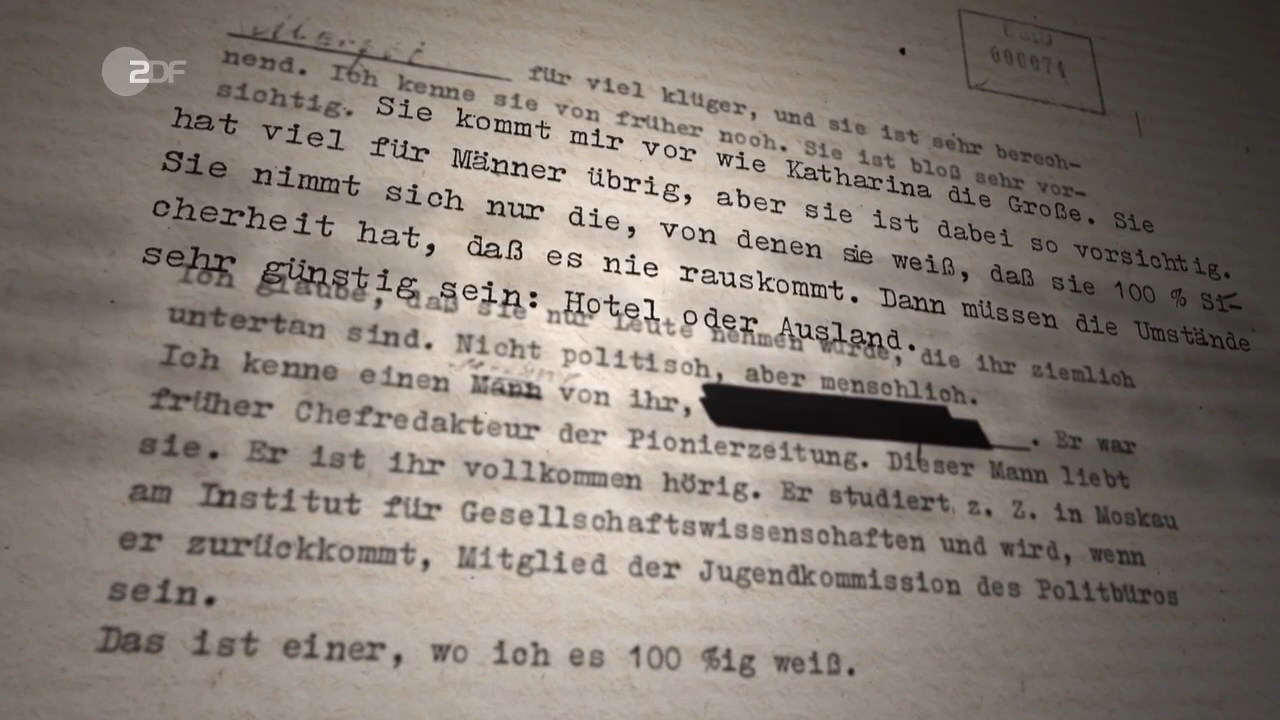 ZDF
000074
für viel klüger, und sie ist sehr berech-
nend. Ich kenne sie von früher noch. Sie ist bloß sehr vor-
sichtig. Sie kommt mir vor wie Katharina die Große. Sie
hat viel für Männer übrig, aber sie ist dabei so vorsichtig.
Sie nimmt sich nur die, von denen sie weiß, daß sie 100 % Si-
cherheit hat, daß es nie rauskommt. Dann müssen die Umstände
sehr günstig sein: Hotel oder Ausland.
Ich glaube, daß sie nur Leute nehmen würde, die ihr ziemlich
untertan sind. Nicht politisch, aber menschlich.
Ich kenne einen Mann von ihr, . Er war
früher Chefredakteur der Pionierzeitung. Dieser Mann liebt
sie. Er ist ihr vollkommen hörig. Er studiert z. Z. in Moskau
am Institut für Gesellschaftswissenschaften und wird, wenn
er zurückkommt, Mitglied der Jugendkommission des Politbüros
sein.
Das ist einer, wo ich es 100 %ig weiß.